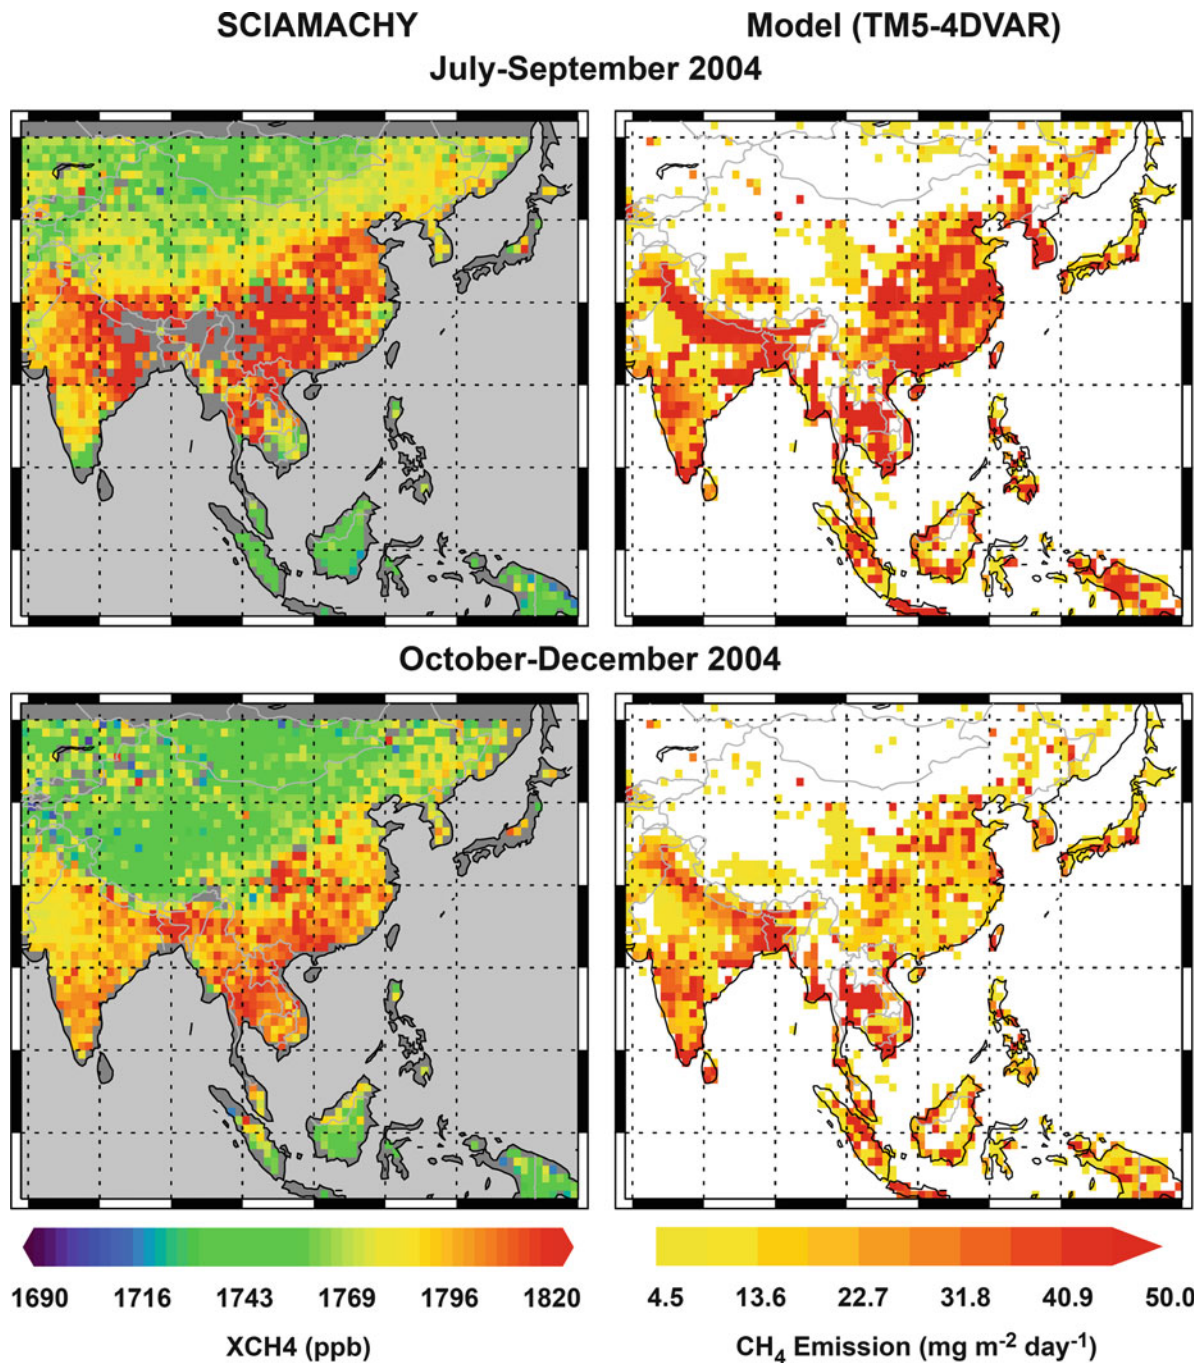 SCIAMACHY Model (TM5-4DVAR)
July-September 2004
October-December 2004
1690 1716 1743 1769 1796 1820 4.5 13.6 22.7 31.8 40.9 50.0
XCH4 (ppb) CH₄ Emission (mg m⁻² day⁻¹)